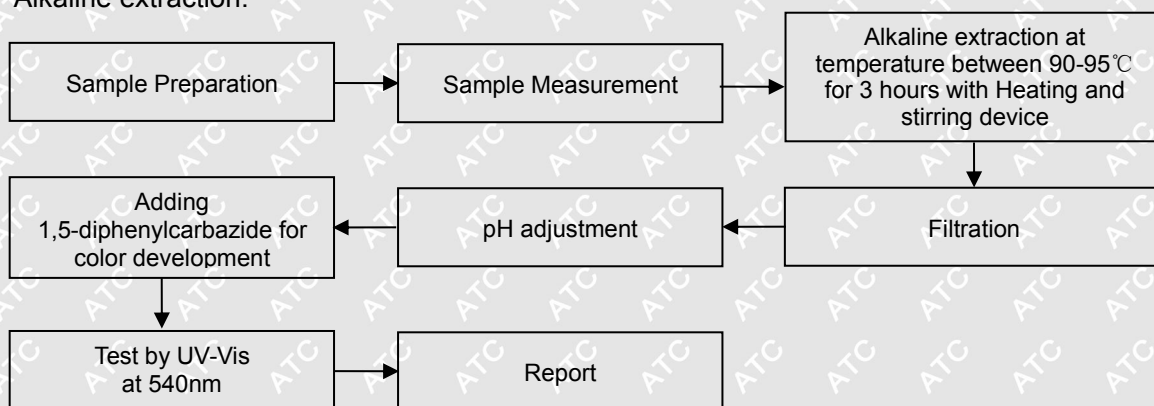 Alkaline extraction:
Sample Preparation
Sample Measurement
Alkaline extraction at
temperature between 90-95℃
for 3 hours with Heating and
stirring device
Filtration
pH adjustment
Adding
1,5-diphenylcarbazide for
color development
Test by UV-Vis
at 540nm
Report